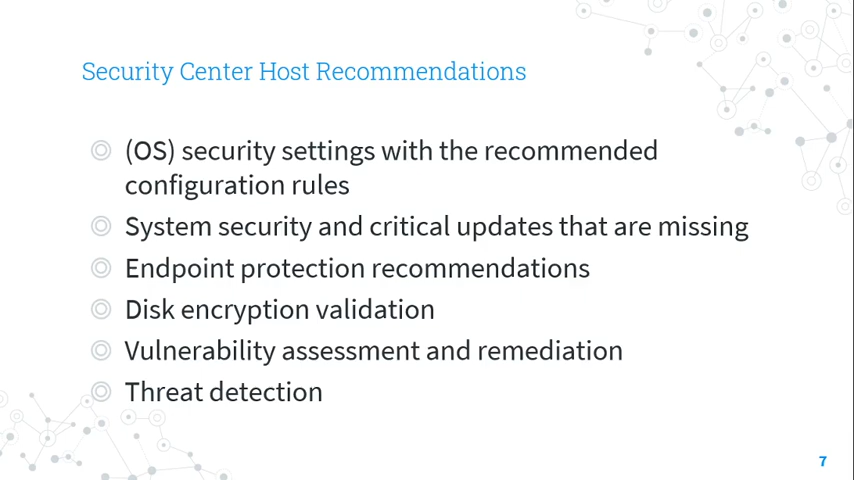 Security Center Host Recommendations
(OS) security settings with the recommended
configuration rules
System security and critical updates that are missing
Endpoint protection recommendations
Disk encryption validation
Vulnerability assessment and remediation
Threat detection
7